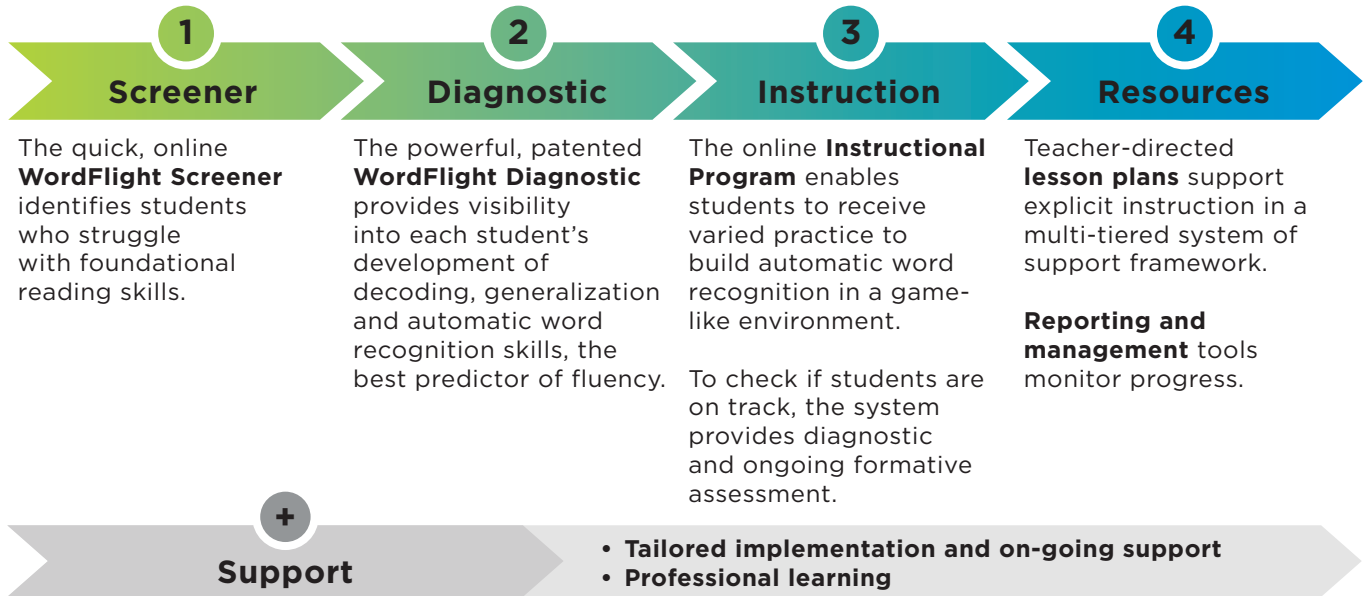 1
Screener
The quick, online
WordFlight Screener
identifies students
who struggle
with foundational
reading skills.
2
Diagnostic
The powerful, patented
WordFlight Diagnostic
provides visibility
into each student’s
development of
decoding, generalization
and automatic word
recognition skills, the
best predictor of fluency.
3
Instruction
The online Instructional
Program enables
students to receive
varied practice to
build automatic word
recognition in a game-
like environment.
To check if students are
on track, the system
provides diagnostic
and ongoing formative
assessment.
4
Resources
Teacher-directed
lesson plans support
explicit instruction in a
multi-tiered system of
support framework.
Reporting and
management tools
monitor progress.
+
Support
• Tailored implementation and on-going support
• Professional learning